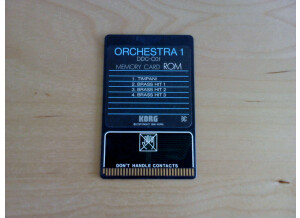 ORCHESTRA 1
DDC-C01
MEMORY CARD ROM
1. TIMPANI
2. BRASS HIT 1
3. BRASS HIT 2
4. BRASS HIT 3
KORG
DON'T HANDLE CONTACTS